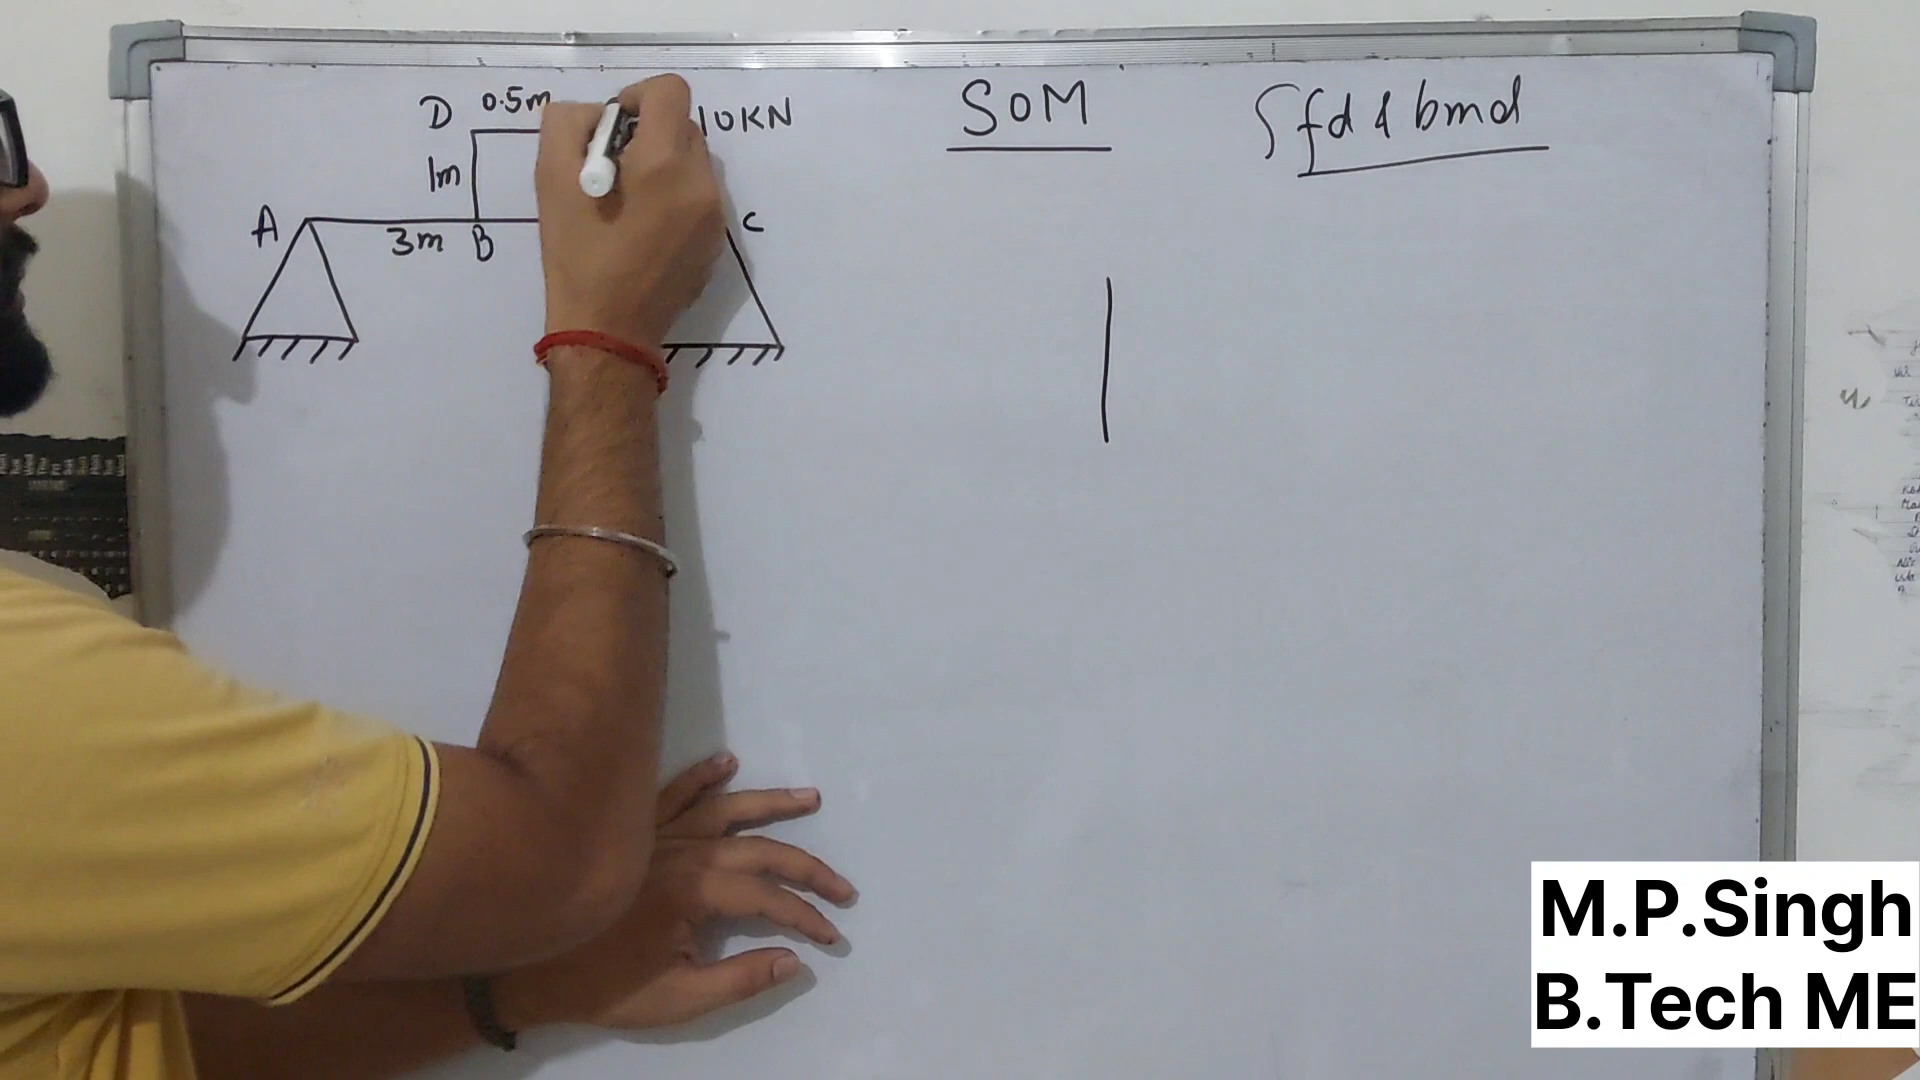 SOM
Sfd & bmd
D 0.5m 10KN
1m
A 3m B C
M.P.Singh
B.Tech ME